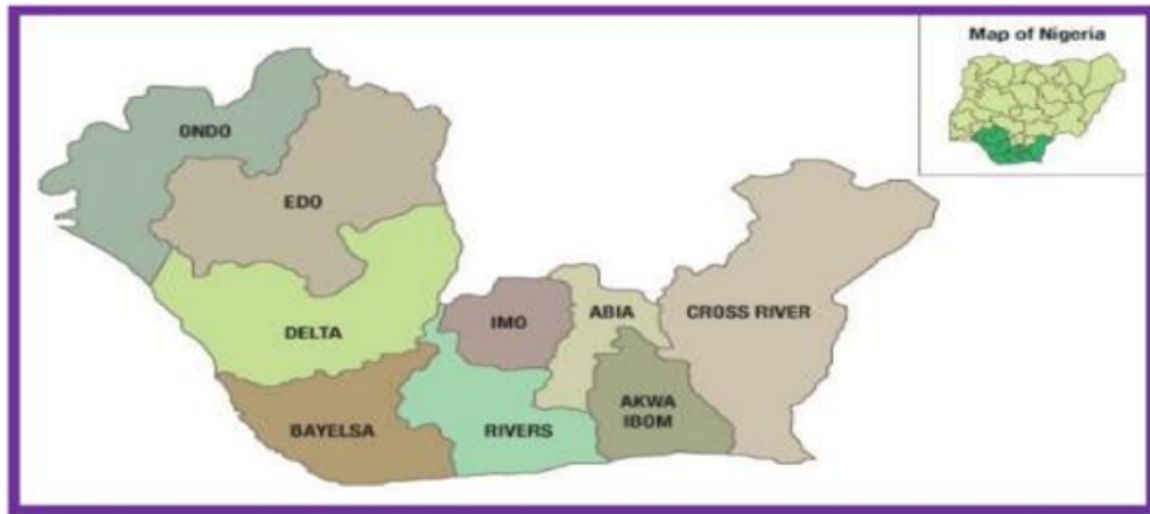 Map of Nigeria
ONDO
EDO
DELTA
IMO
ABIA
CROSS RIVER
BAYELSA
RIVERS
AKWA
IBOM